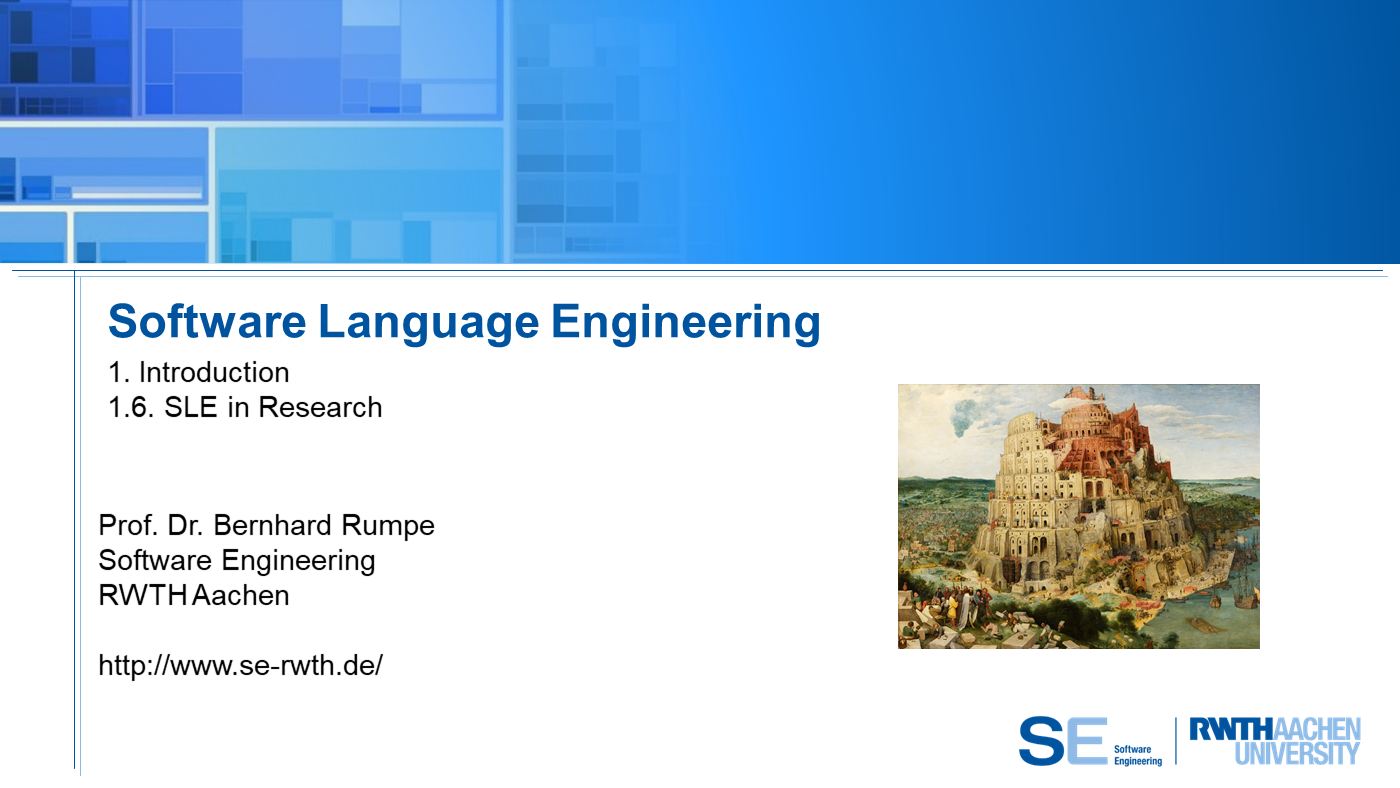 Software Language Engineering
1. Introduction
1.6. SLE in Research
Prof. Dr. Bernhard Rumpe
Software Engineering
RWTH Aachen
http://www.se-rwth.de/
SE Software
Engineering
RWTHAACHEN
UNIVERSITY